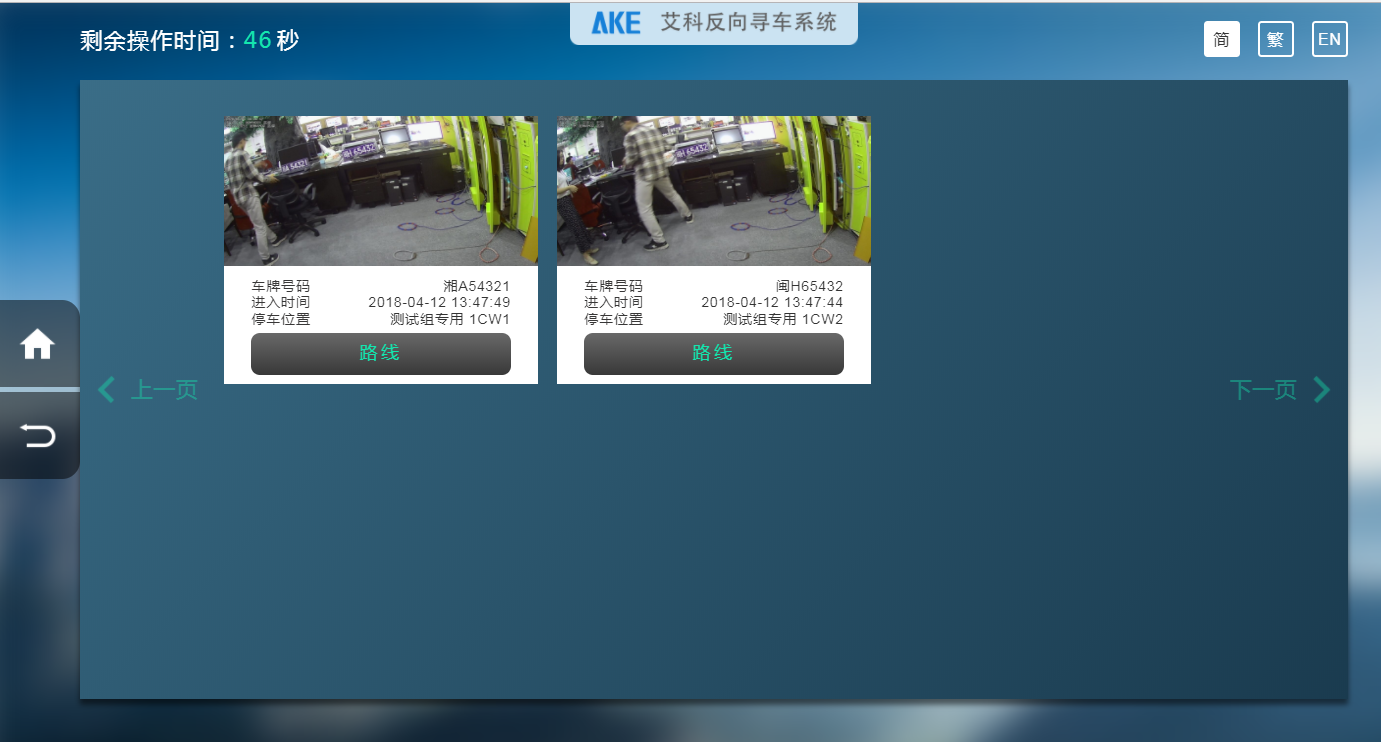 剩余操作时间：46秒
AKE 艾科反向寻车系统
简 繁 EN
车牌号码 湘A54321
进入时间 2018-04-12 13:47:49
停车位置 测试组专用 1CW1
路线
车牌号码 闽H65432
进入时间 2018-04-12 13:47:44
停车位置 测试组专用 1CW2
路线
上一页
下一页